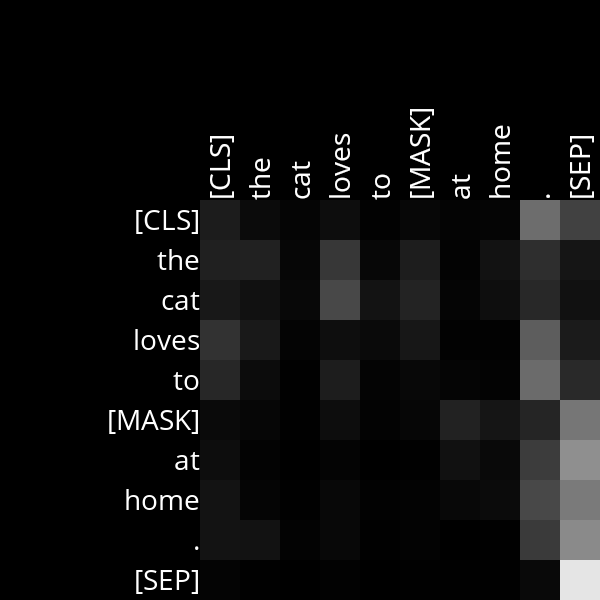 [CLS] the cat loves to [MASK] at home . [SEP]
[CLS]
the
cat
loves
to
[MASK]
at
home
.
[SEP]